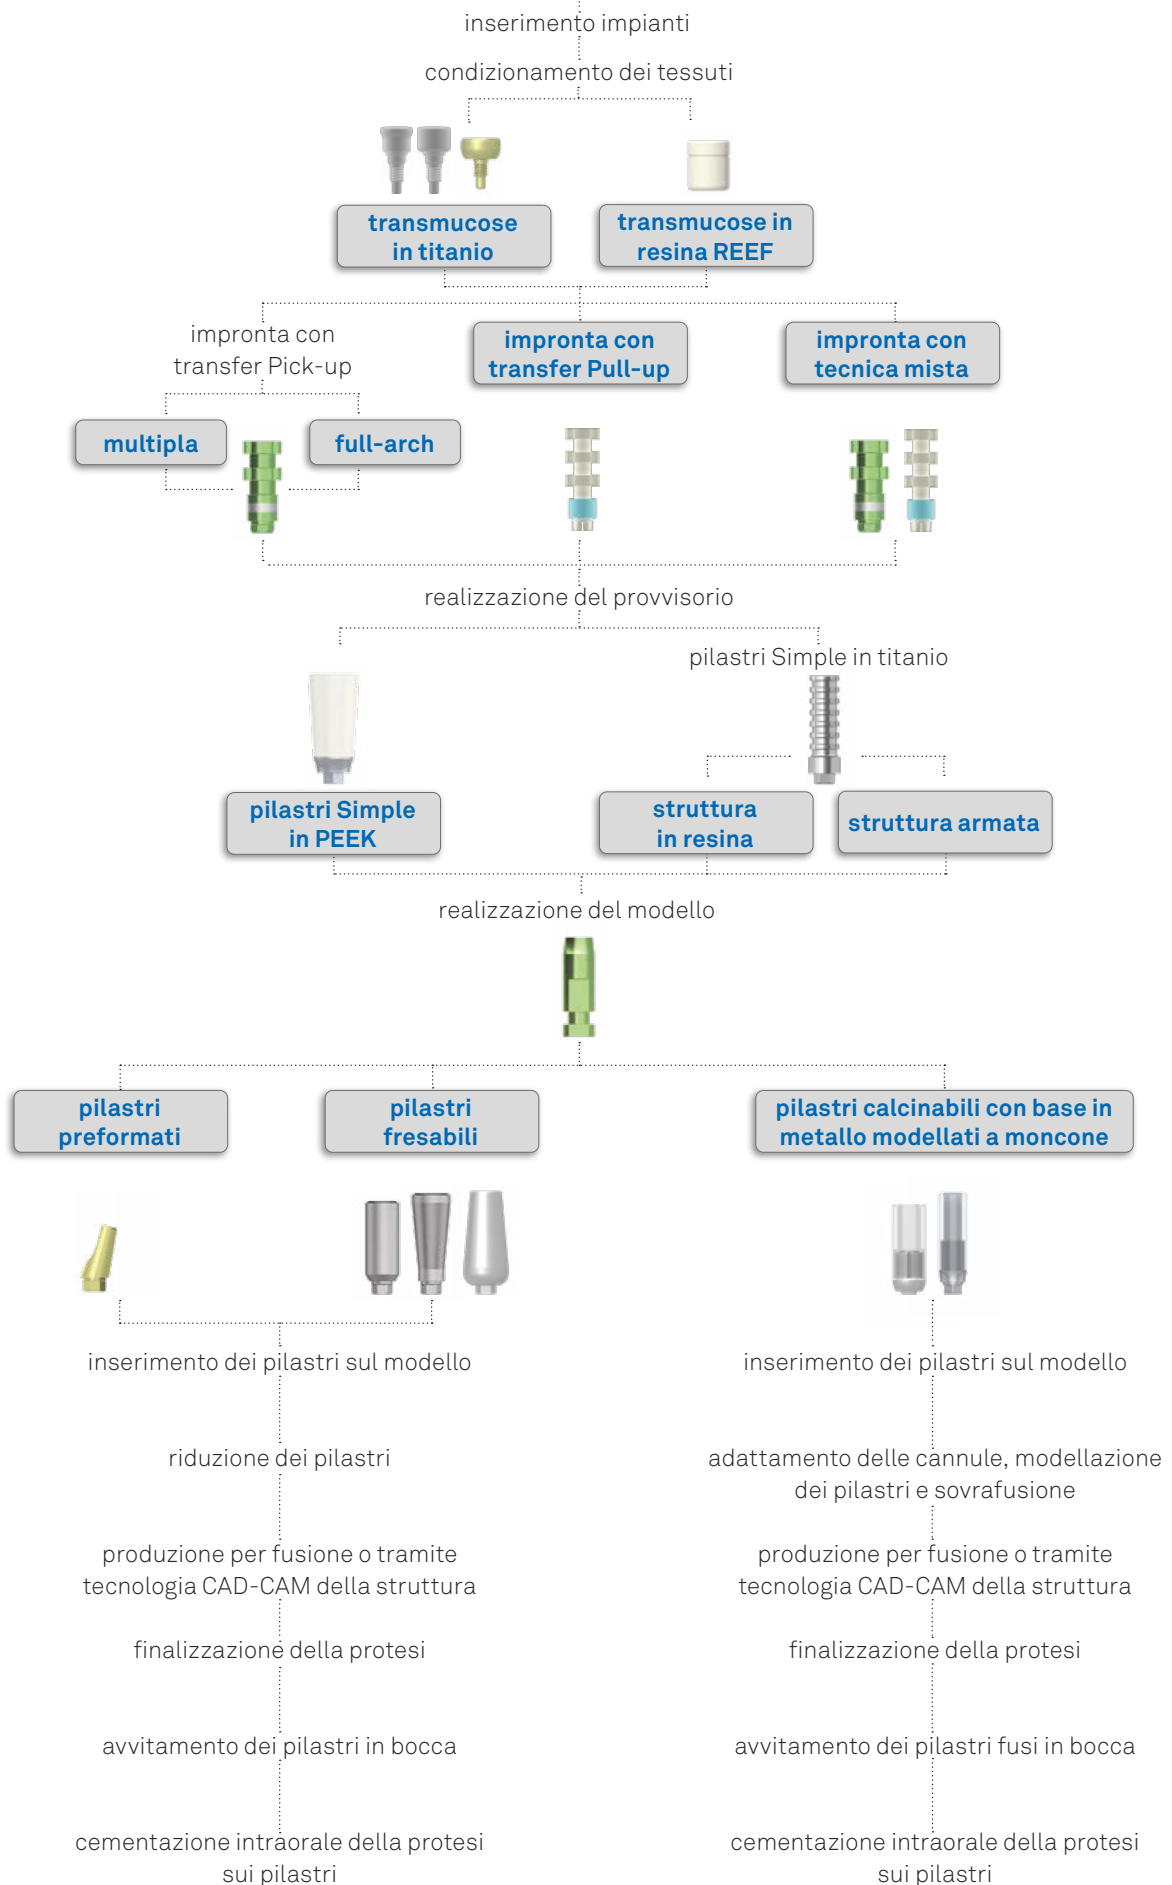 inserimento impianti
condizionamento dei tessuti
transmucose
in titanio
transmucose in
resina REEF
impronta con
transfer Pick-up
impronta con
transfer Pull-up
impronta con
tecnica mista
multipla
full-arch
realizzazione del provvisorio
pilastri Simple in titanio
pilastri Simple
in PEEK
struttura
in resina
struttura armata
realizzazione del modello
pilastri
preformati
pilastri
fresabili
pilastri calcinabili con base in
metallo modellati a moncone
inserimento dei pilastri sul modello
riduzione dei pilastri
produzione per fusione o tramite
tecnologia CAD-CAM della struttura
finalizzazione della protesi
avvitamento dei pilastri in bocca
cementazione intraorale della protesi
sui pilastri
inserimento dei pilastri sul modello
adattamento delle cannule, modellazione
dei pilastri e sovrafusione
produzione per fusione o tramite
tecnologia CAD-CAM della struttura
finalizzazione della protesi
avvitamento dei pilastri fusi in bocca
cementazione intraorale della protesi
sui pilastri